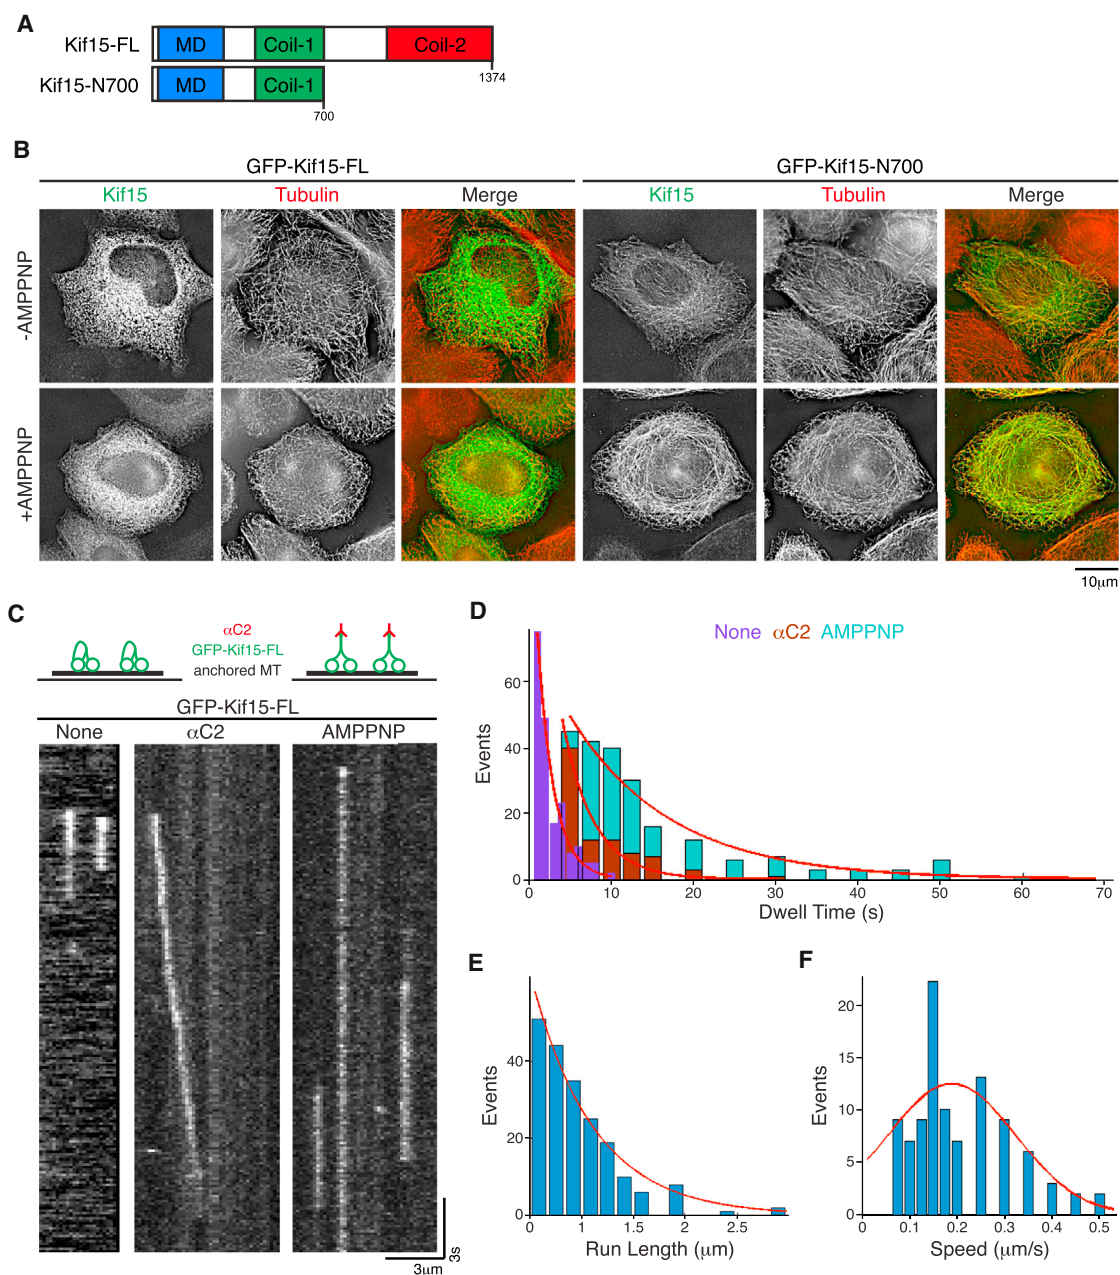 A
Kif15-FL MD Coil-1 Coil-2
1374
Kif15-N700 MD Coil-1
700
B
GFP-Kif15-FL GFP-Kif15-N700
Kif15 Tubulin Merge Kif15 Tubulin Merge
-AMPPNP
+AMPPNP
10μm
C
αC2
GFP-Kif15-FL
anchored MT
GFP-Kif15-FL
None αC2 AMPPNP
3s
3μm
D
None αC2 AMPPNP
Events
60
40
20
0
0 10 20 30 40 50 60 70
Dwell Time (s)
E
Events
40
20
0
0 1 1.5 2 2.5
Run Length (μm)
F
Events
20
15
10
5
0
0 0.1 0.2 0.3 0.4 0.5
Speed (μm/s)